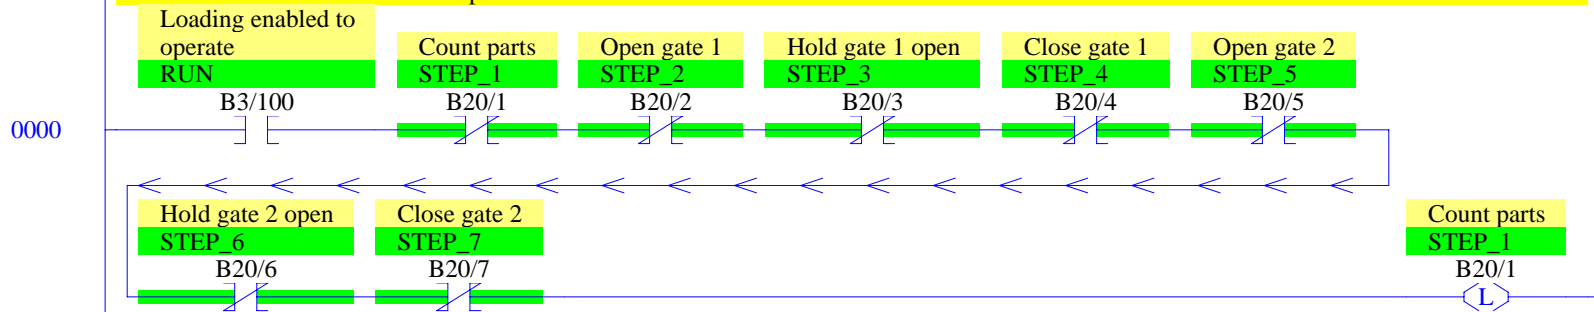 Loading enabled to
operate
RUN
B3/100
Count parts
STEP_1
B20/1
Open gate 1
STEP_2
B20/2
Hold gate 1 open
STEP_3
B20/3
Close gate 1
STEP_4
B20/4
Open gate 2
STEP_5
B20/5
0000
Hold gate 2 open
STEP_6
B20/6
Close gate 2
STEP_7
B20/7
Count parts
STEP_1
B20/1
L